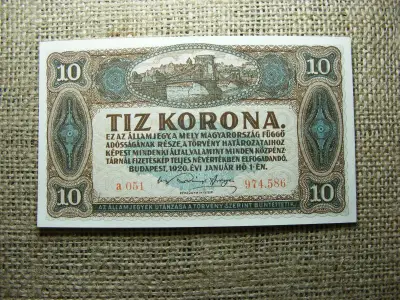 10 10
TIZ KORONA.
EZ AZ ÁLLAMJEGY, A MELY MAGYARORSZÁG FÜGGŐ
ADÓSSÁGÁNAK RÉSZE, A TÖRVÉNY HATÁROZATAIHOZ
KÉPEST MINDENKI ÁLTAL, VALAMINT MINDEN KÖZPÉNZ-
TÁRNÁL FIZETÉSKÉP TELJES NÉVÉRTÉKBEN ELFOGADANDÓ.
BUDAPEST, 1920. ÉVI JANUÁR HÓ 1-ÉN.
a 051 974,586
10 10
AZ ÁLLAMJEGYEK UTÁNZÁSA A TÖRVÉNY SZERINT BÜNTETTETIK.